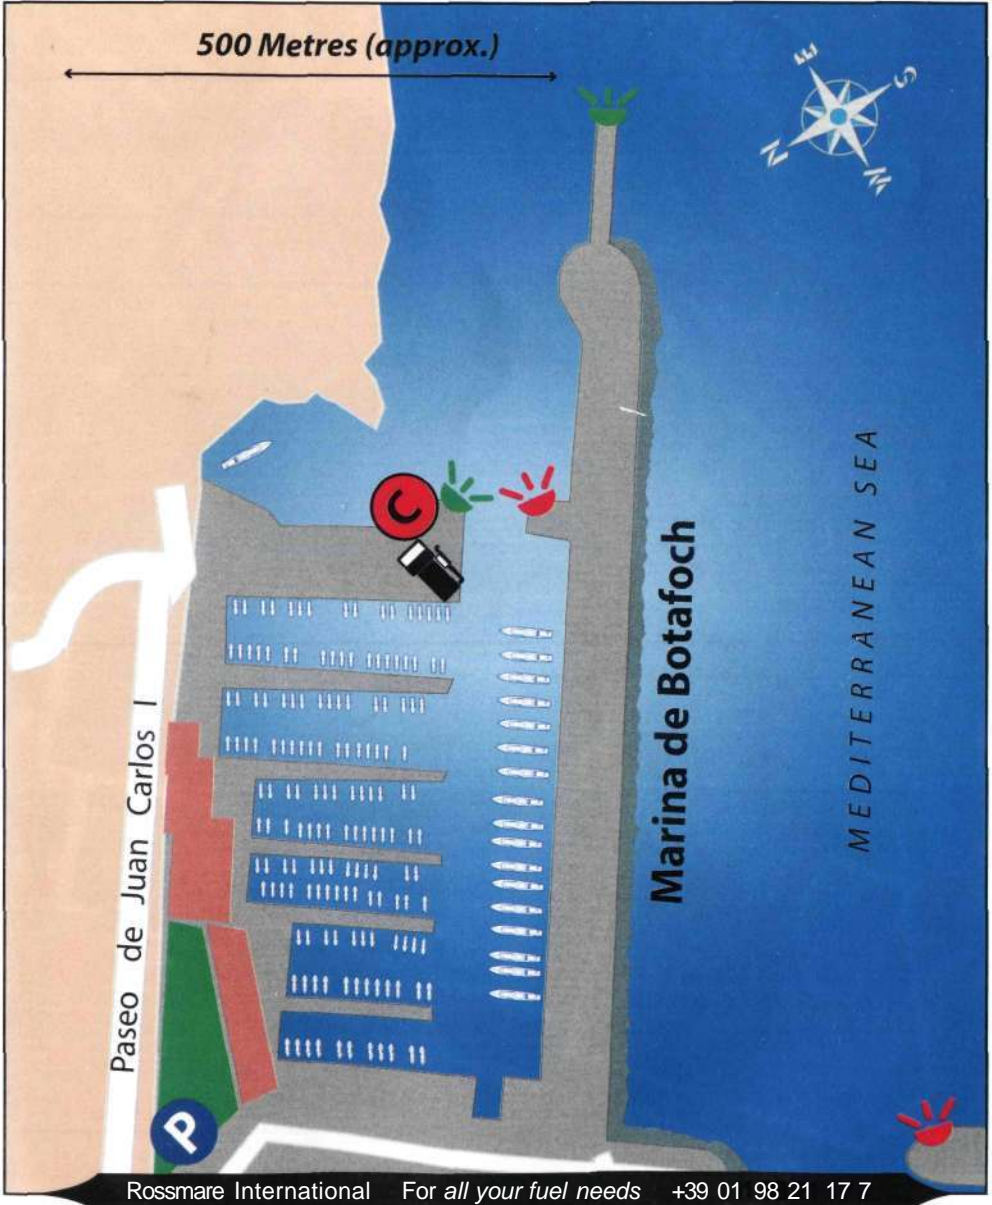 500 Metres (approx.)
E
S
N
W
C
Paseo de Juan Carlos I
Marina de Botafoch
MEDITERRANEAN SEA
P
Rossmare International For all your fuel needs +39 01 98 21 17 7